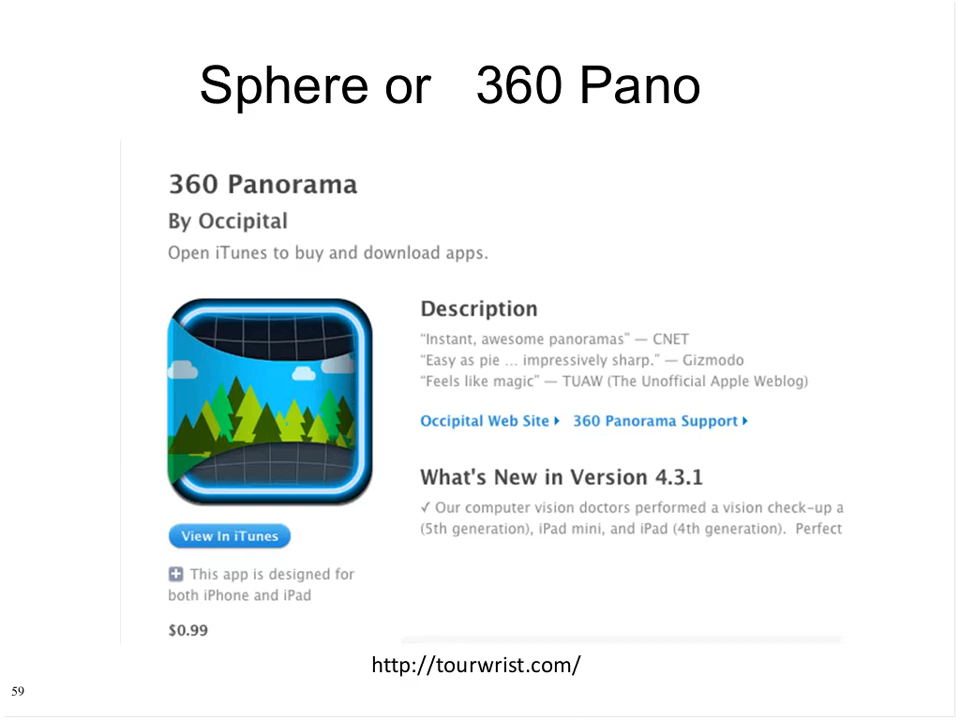 Sphere or   360 Pano
360 Panorama
By Occipital
Open iTunes to buy and download apps.
Description
“Instant, awesome panoramas” — CNET
“Easy as pie ... impressively sharp.” — Gizmodo
“Feels like magic” — TUAW (The Unofficial Apple Weblog)
Occipital Web Site 360 Panorama Support
What's New in Version 4.3.1
✓ Our computer vision doctors performed a vision check-up a
(5th generation), iPad mini, and iPad (4th generation).  Perfect
View In iTunes
This app is designed for
both iPhone and iPad
$0.99
http://tourwrist.com/
59